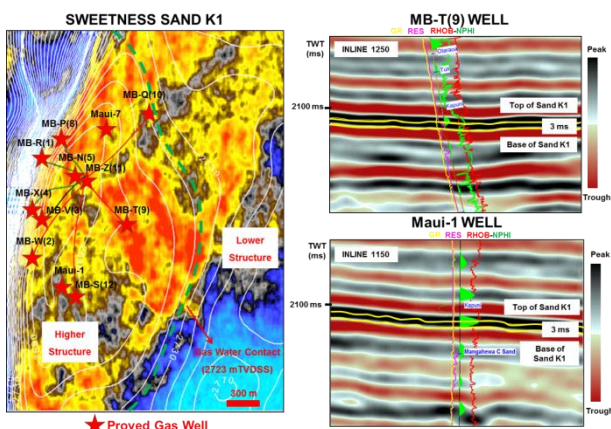 SWEETNESS SAND K1
MB-Q(10)
Maui-7
MB-P(8)
MB-R(1)
MB-N(5)
MB-Z(11)
MB-X(4)
MB-V(3)
MB-T(9)
MB-W(2)
Lower
Structure
Maui-1
MB-S(12)
Higher
Structure
Gas Water Contact
(2723 mTVDSS)
300 m
Proved Gas Well
MB-T(9) WELL
GR RES RHOB-NPHI
TWT
(ms)
INLINE 1250
Peak
Kapuni
2100 ms
Top of Sand K1
3 ms
Base of Sand K1
Trough
Maui-1 WELL
GR RES RHOB-NPHI
TWT
(ms)
INLINE 1150
Peak
Kapuni
2100 ms
Top of Sand K1
3 ms
Base of
Sand K1
Mangahewa C Sand
Trough